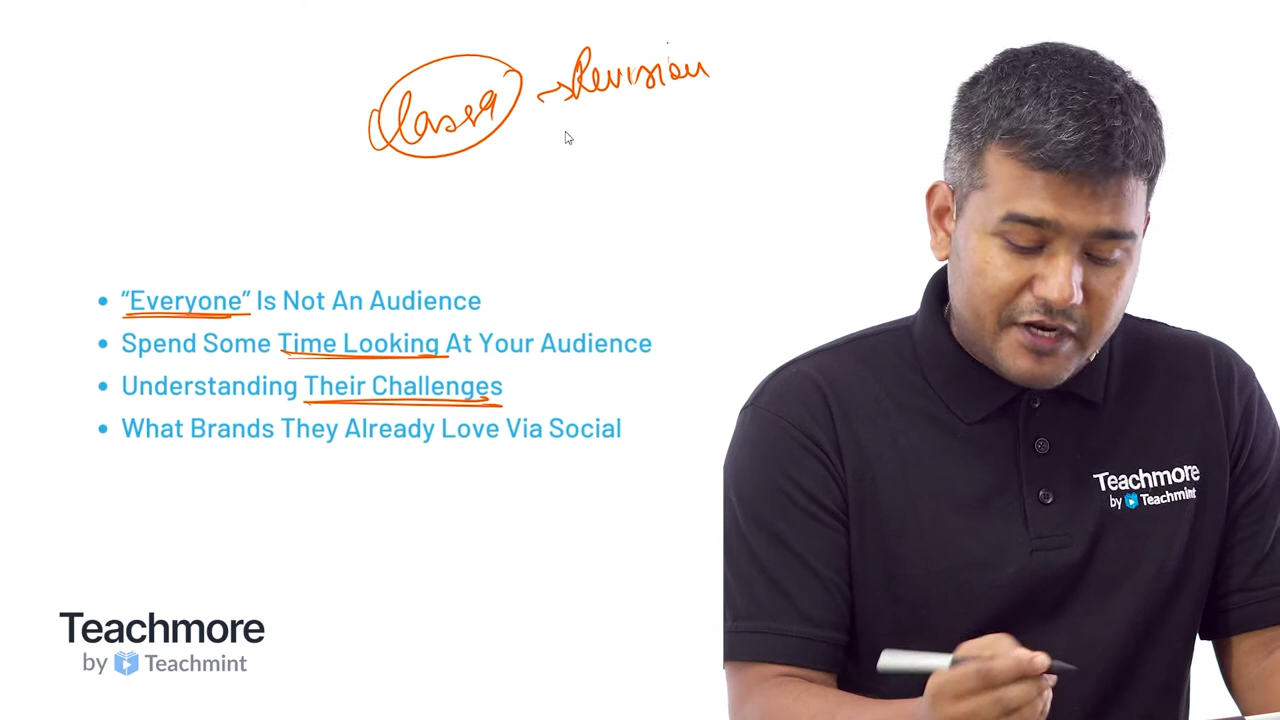 Class 9 → Revision
• “Everyone” Is Not An Audience
• Spend Some Time Looking At Your Audience
• Understanding Their Challenges
• What Brands They Already Love Via Social
Teachmore
by Teachmint
Teachmore
by Teachmint